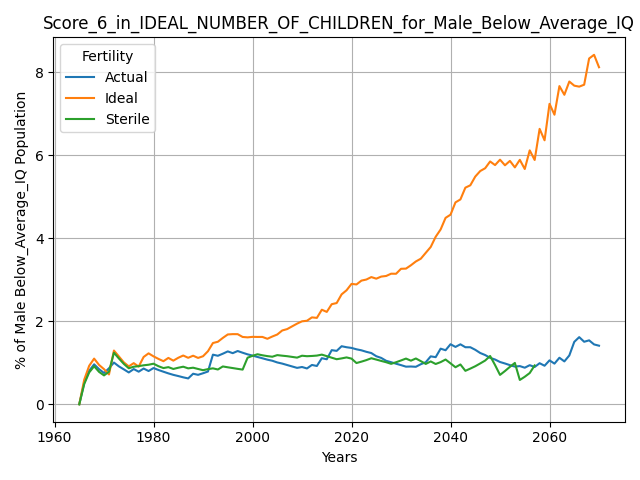 Score_6_in_IDEAL_NUMBER_OF_CHILDREN_for_Male_Below_Average_IQ
Fertility
Actual
Ideal
Sterile
% of Male Below_Average_IQ Population
8
6
4
2
0
1960 1980 2000 2020 2040 2060
Years